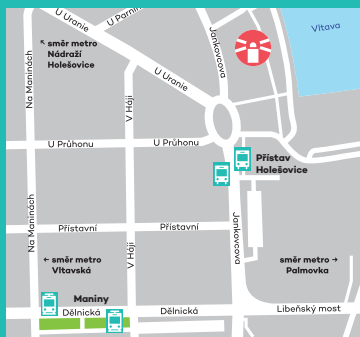 U Uranie
U Parního
Vltava
Jankovcova
směr metro
Nádraží
Holešovice
Na Maninách
V Háji
U Uranie
U Průhonu
U Průhonu
Přístav
Holešovice
Přístavní
Přístavní
Na Maninách
V Háji
Jankovcova
← směr metro
Vltavská
směr metro →
Palmovka
Maniny
Dělnická
Dělnická
Libeňský most